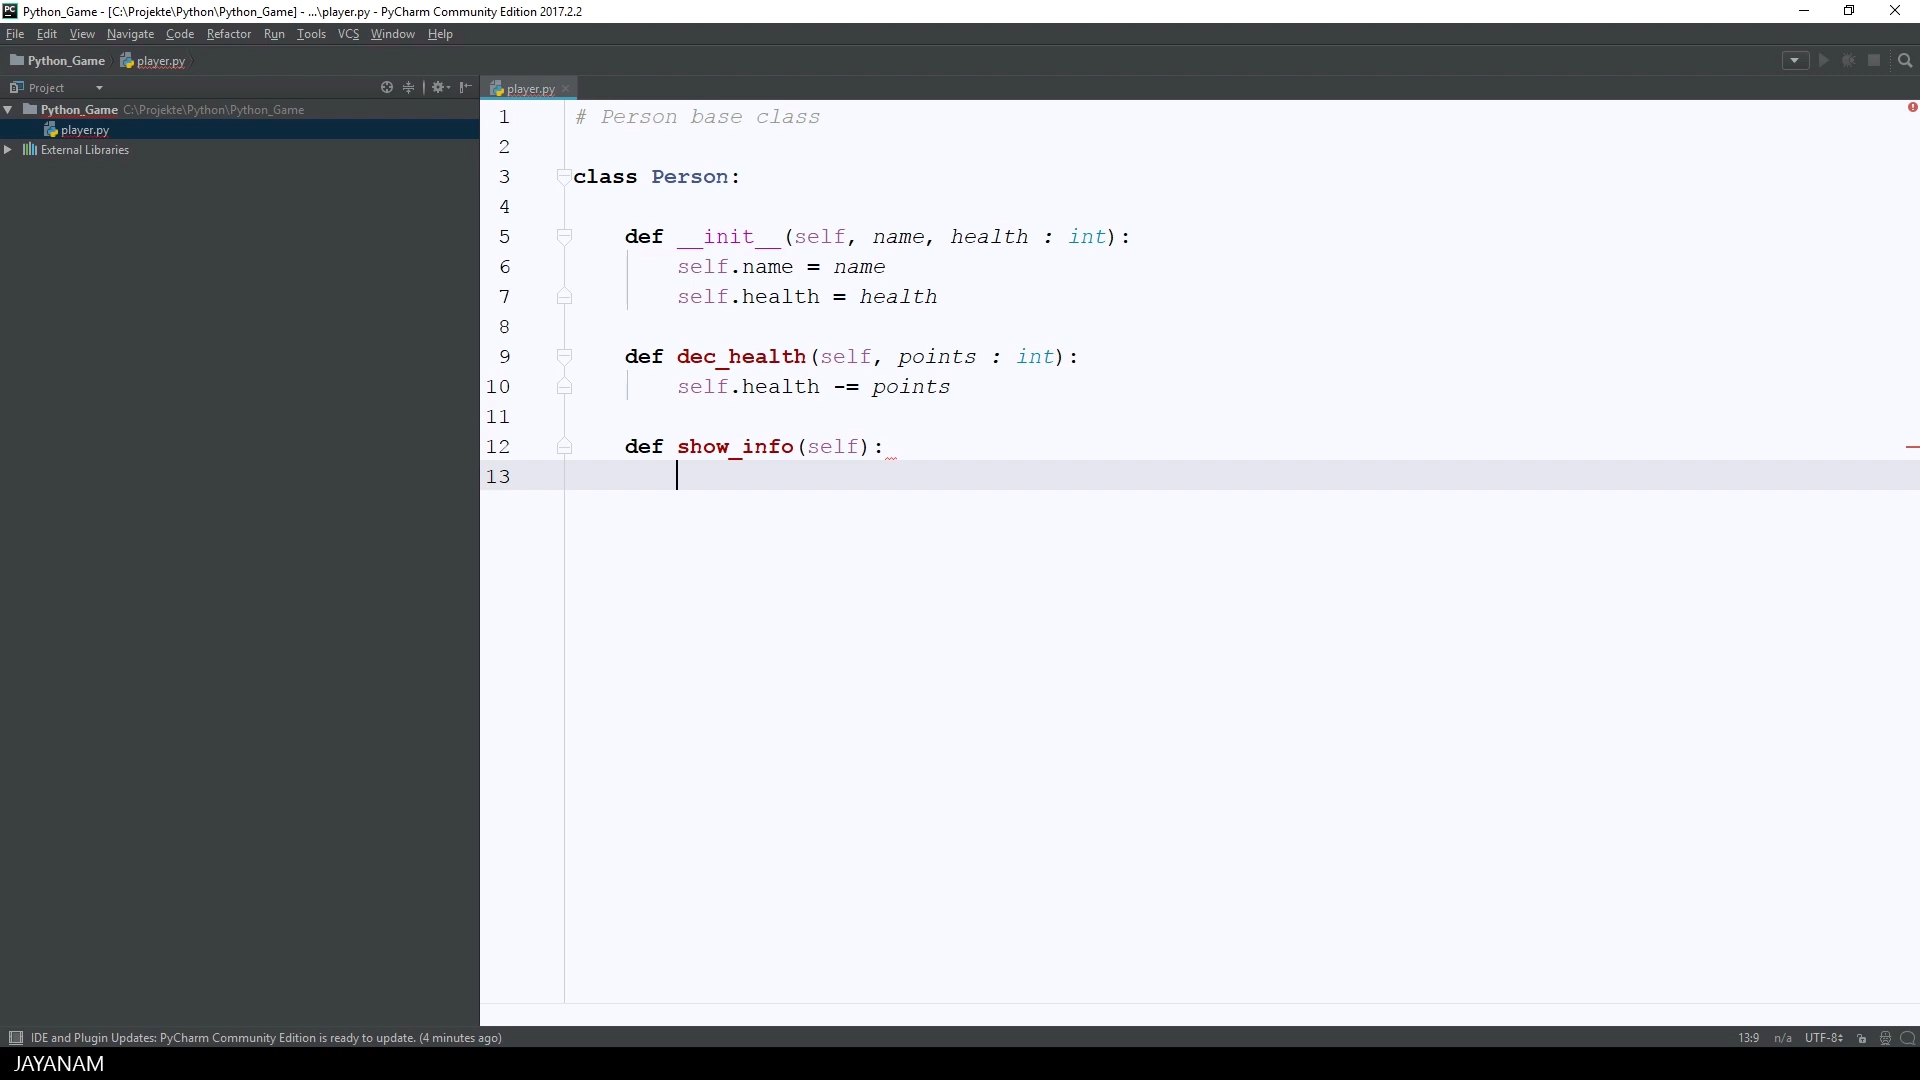 Python_Game - [C:\Projekte\Python\Python_Game] - ...\player.py - PyCharm Community Edition 2017.2.2
File Edit View Navigate Code Refactor Run Tools VCS Window Help
Python_Game player.py
Project
player.py
Python_Game C:\Projekte\Python\Python_Game
player.py
External Libraries
1 # Person base class
2
3 class Person:
4
5 def __init__(self, name, health : int):
6 self.name = name
7 self.health = health
8
9 def dec_health(self, points : int):
10 self.health -= points
11
12 def show_info(self):
13
IDE and Plugin Updates: PyCharm Community Edition is ready to update. (4 minutes ago)
13:9 n/a UTF-8
JAYANAM